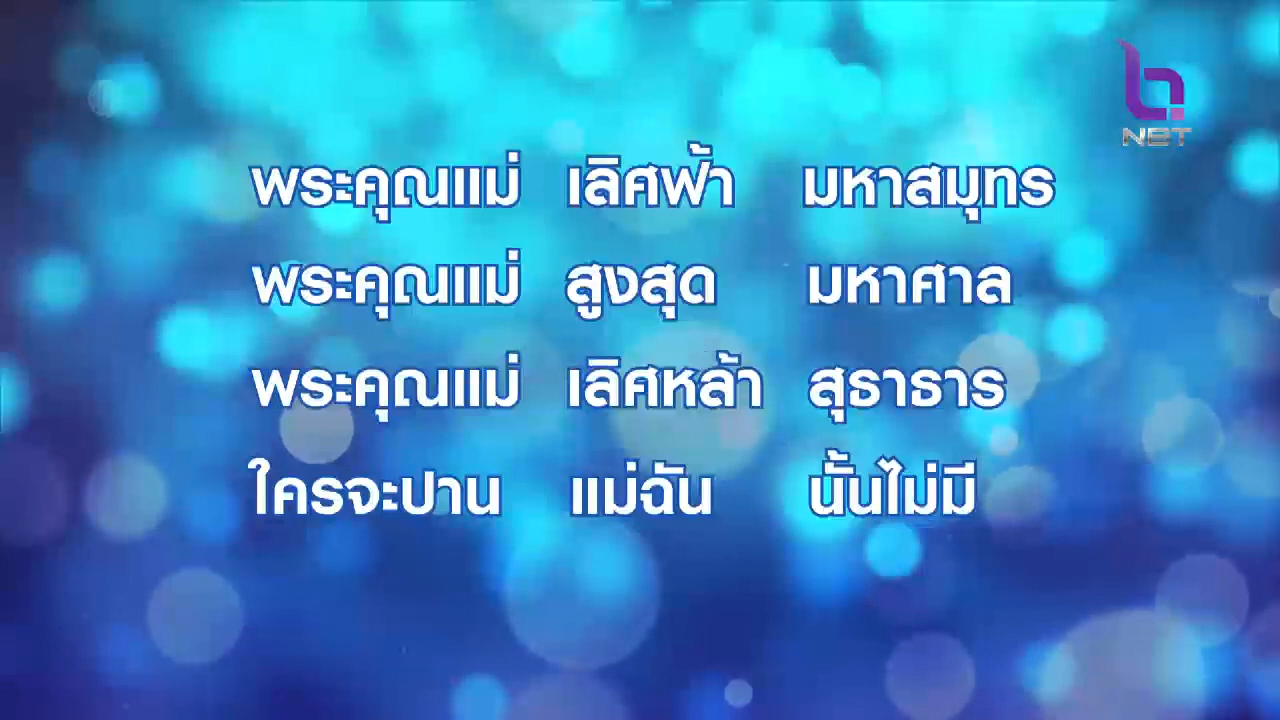 NET
พระคุณแม่ เลิศฟ้า มหาสมุทร
พระคุณแม่ สูงสุด มหาศาล
พระคุณแม่ เลิศหล้า สุธาธาร
ใครจะปาน แม่ฉัน นั้นไม่มี